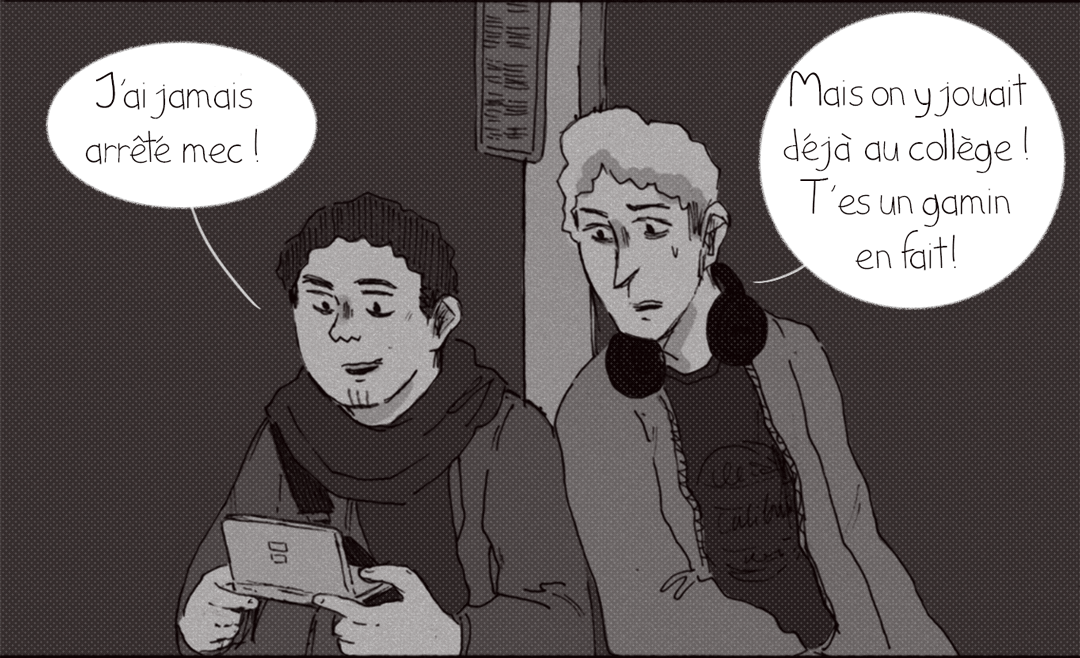 J'ai jamais
arrêté mec !
Mais on y jouait
déjà au collège !
T'es un gamin
en fait!